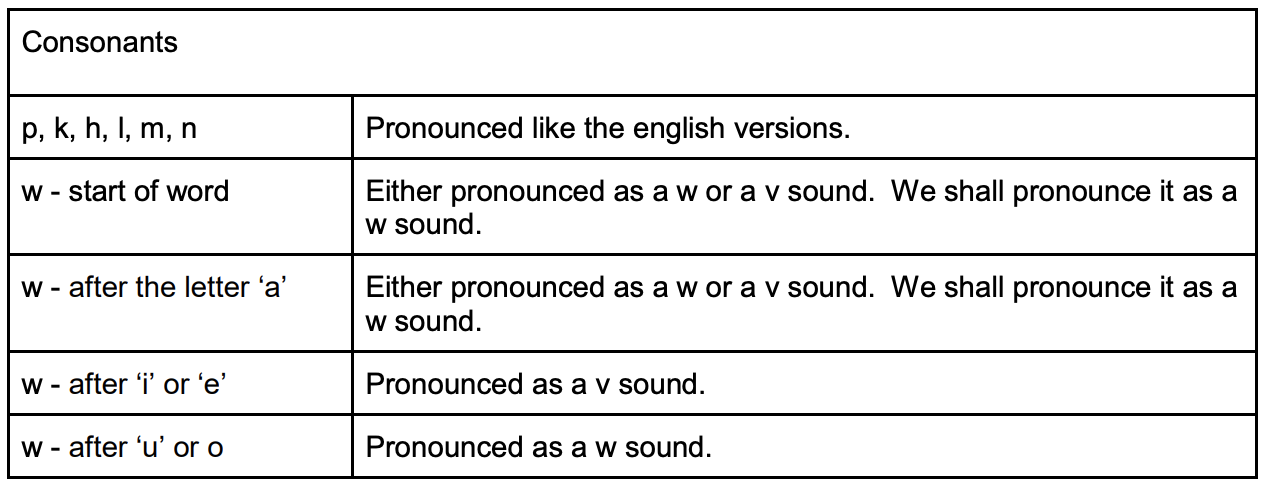 Consonants
p, k, h, l, m, n
Pronounced like the english versions.
w - start of word
Either pronounced as a w or a v sound.  We shall pronounce it as a
w sound.
w - after the letter ‘a’
Either pronounced as a w or a v sound.  We shall pronounce it as a
w sound.
w - after ‘i’ or ‘e’
Pronounced as a v sound.
w - after ‘u’ or o
Pronounced as a w sound.